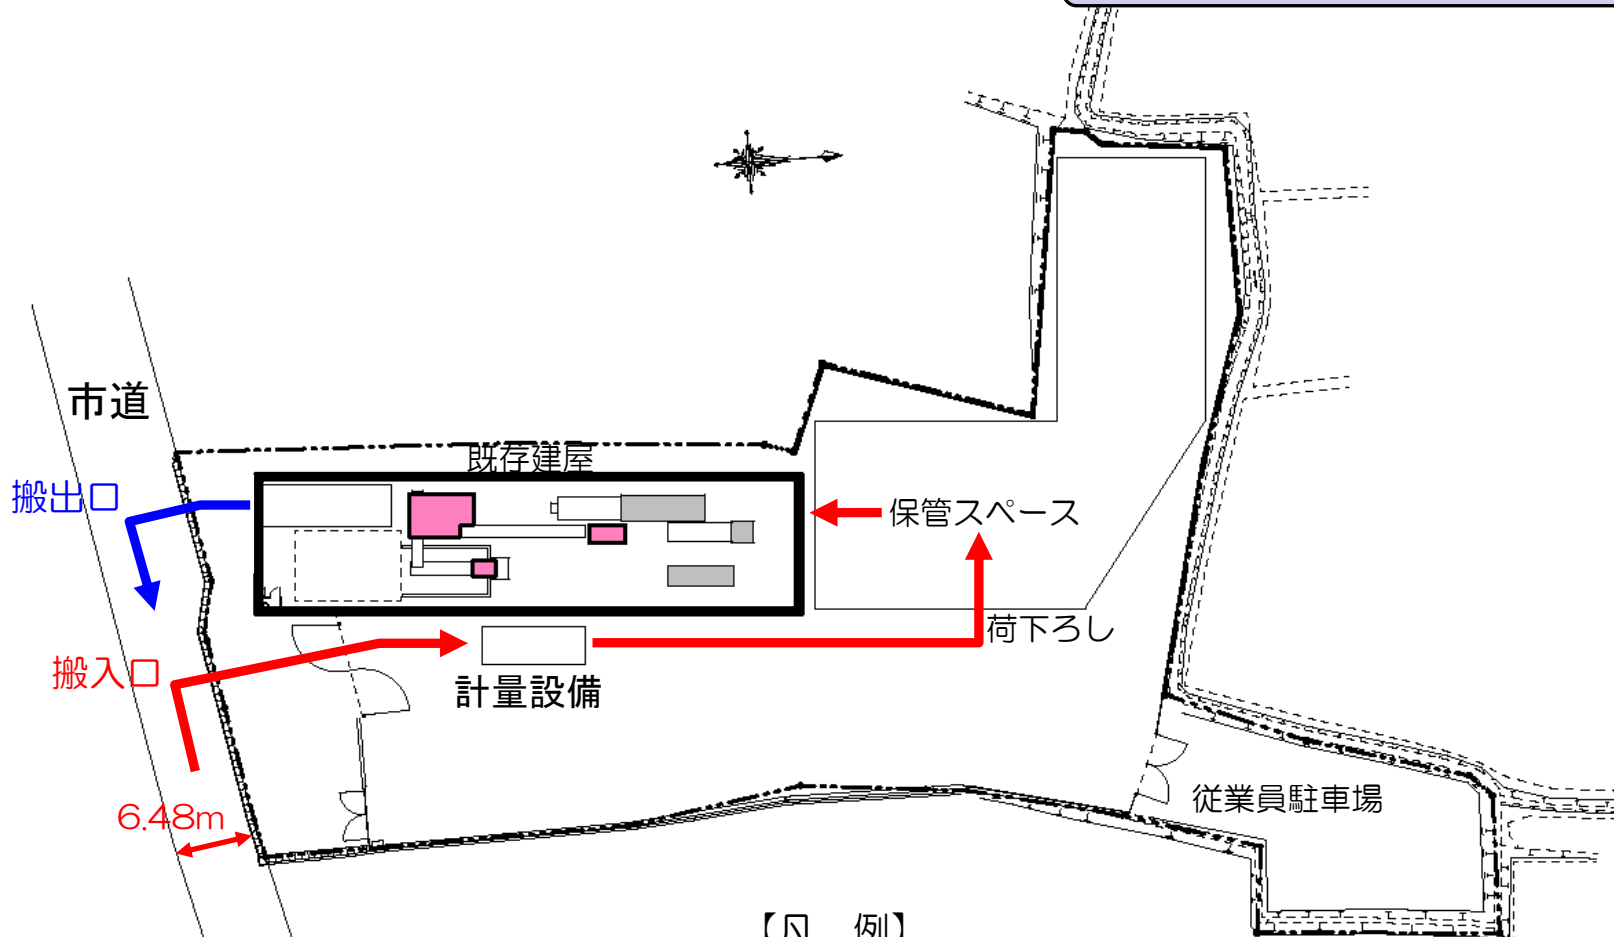 市道
既存建屋
搬出口
保管スペース
荷下ろし
搬入口
計量設備
従業員駐車場
6.48m
【凡 例】